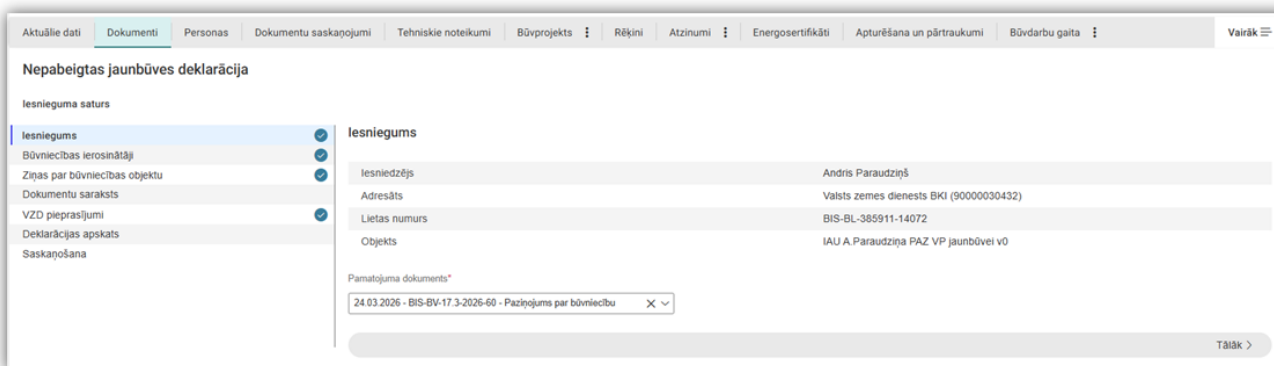 Aktuālie dati Dokumenti Personas Dokumentu saskaņojumi Tehniskie noteikumi Būvprojekts Rēķini Atzinumi Energosertifikāti Apturēšana un pārtraukumi Būvdarbu gaita Vairāk
Nepabeigtas jaunbūves deklarācija
Iesnieguma saturs
Iesniegums
Būvniecības ierosinātāji
Ziņas par būvniecības objektu
Dokumentu saraksts
VZD pieprasījumi
Deklarācijas apskats
Saskaņošana
Iesniegums
Iesniedzējs Andris Paraudziņš
Adresāts Valsts zemes dienests BKI (90000030432)
Lietas numurs BIS-BL-385911-14072
Objekts IAU A.Paraudziņa PAZ VP jaunbūvei v0
Pamatojuma dokuments*
24.03.2026 - BIS-BV-17.3-2026-60 - Paziņojums par būvniecību
Tālāk >